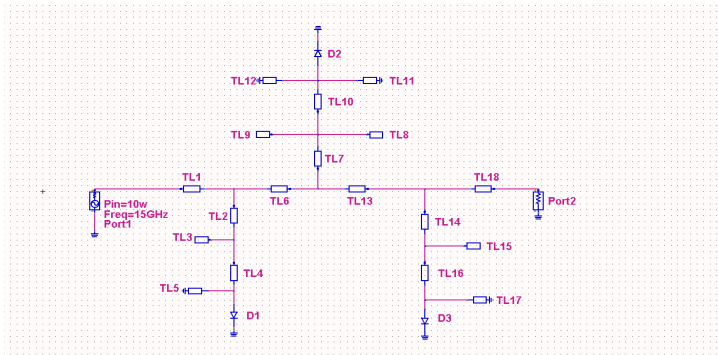 D2
TL12
TL11
TL10
TL9
TL8
TL7
TL1
TL6
TL13
TL18
Pin=10w
Freq=15GHz
Port1
Port2
TL2
TL14
TL3
TL15
TL4
TL16
TL5
TL17
D1
D3